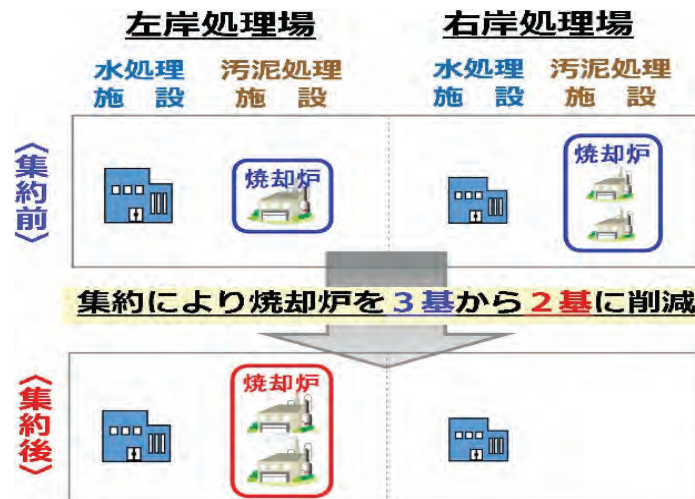 左岸処理場
右岸処理場
水処理
施　設
汚泥処理
施　設
水処理
施　設
汚泥処理
施　設
〈集約前〉
焼却炉
焼却炉
集約により焼却炉を3基から2基に削減
〈集約後〉
焼却炉